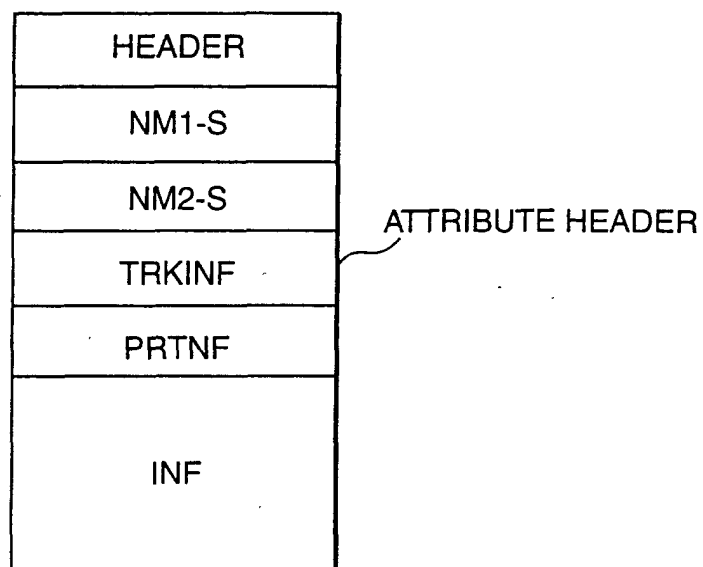 HEADER
NM1-S
NM2-S
ATTRIBUTE HEADER
TRKINF
PRTNF
INF